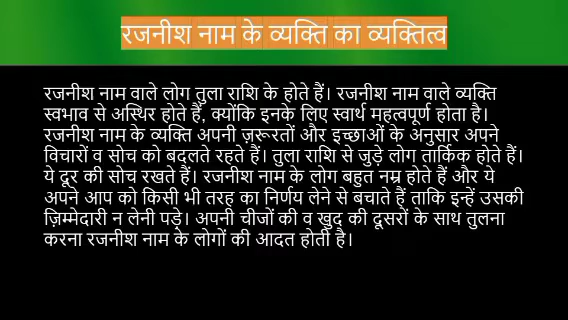 रजनीश नाम के व्यक्ति का व्यक्तित्व
रजनीश नाम वाले लोग तुला राशि के होते हैं। रजनीश नाम वाले व्यक्ति
स्वभाव से अस्थिर होते हैं, क्योंकि इनके लिए स्वार्थ महत्वपूर्ण होता है।
रजनीश नाम के व्यक्ति अपनी ज़रूरतों और इच्छाओं के अनुसार अपने
विचारों व सोच को बदलते रहते हैं। तुला राशि से जुड़े लोग तार्किक होते हैं।
ये दूर की सोच रखते हैं। रजनीश नाम के लोग बहुत नम्र होते हैं और ये
अपने आप को किसी भी तरह का निर्णय लेने से बचाते हैं ताकि इन्हें उसकी
ज़िम्मेदारी न लेनी पड़े। अपनी चीजों की व खुद की दूसरों के साथ तुलना
करना रजनीश नाम के लोगों की आदत होती है।